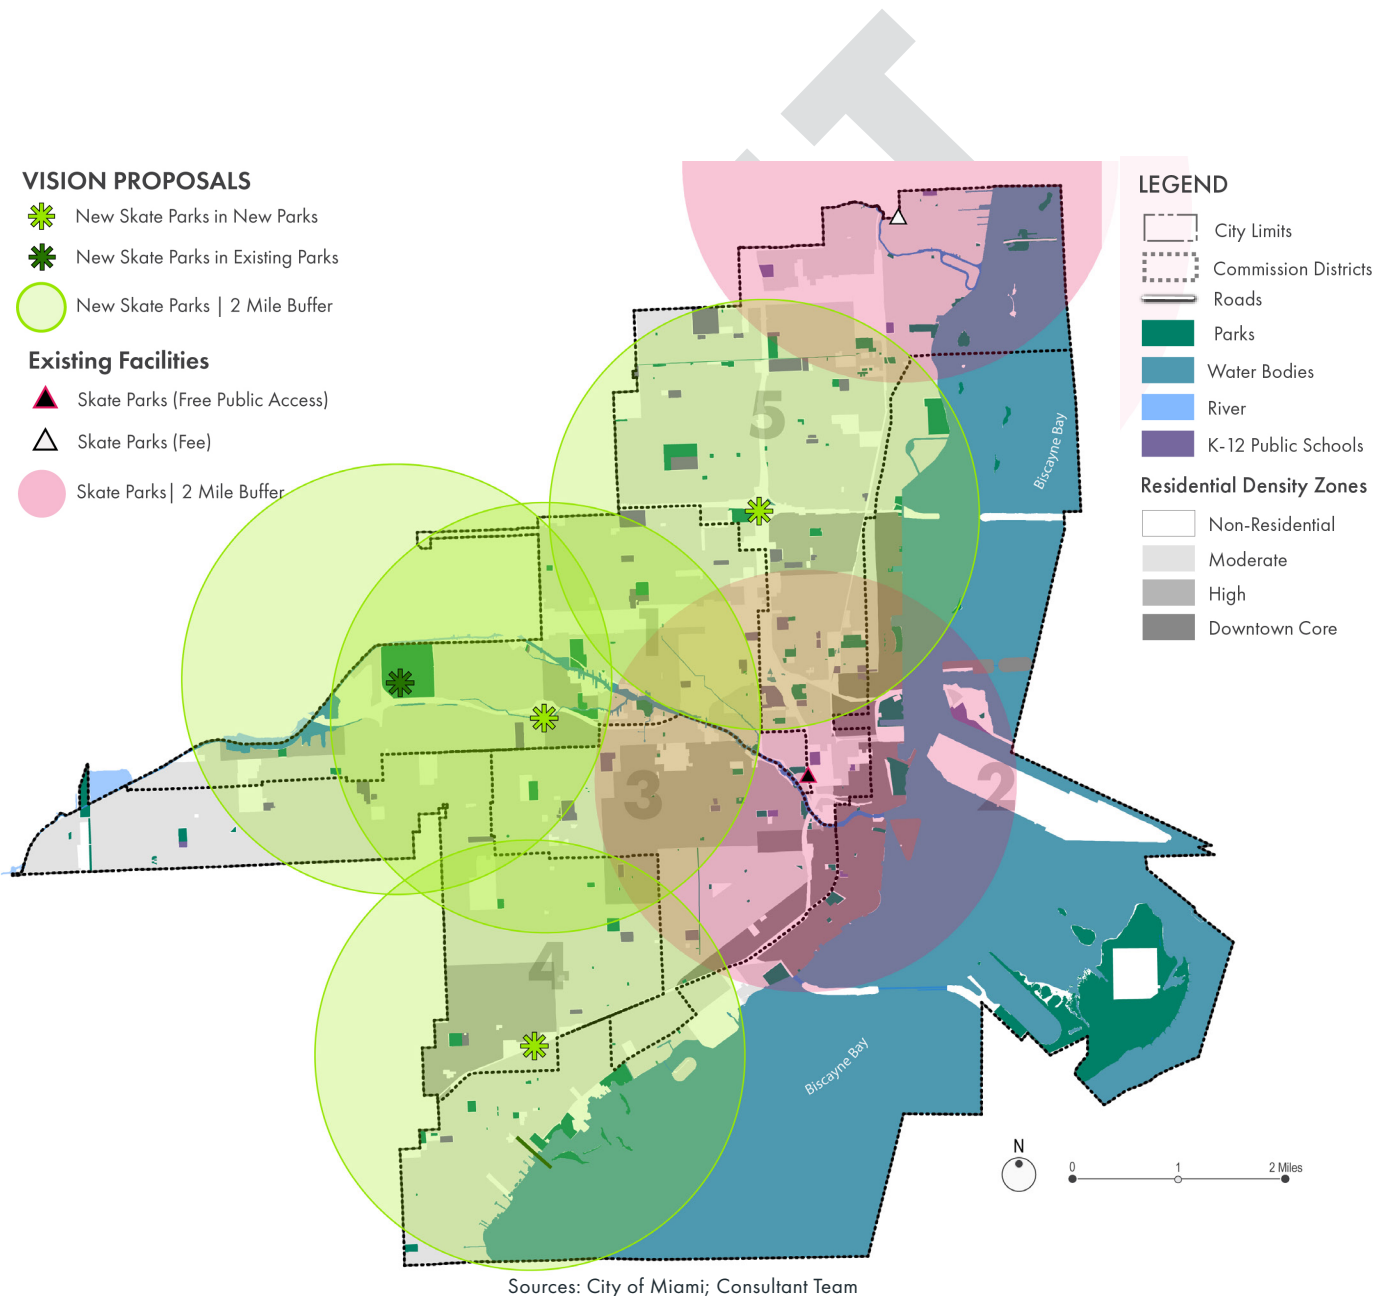 VISION PROPOSALS
New Skate Parks in New Parks
New Skate Parks in Existing Parks
New Skate Parks | 2 Mile Buffer
Existing Facilities
Skate Parks (Free Public Access)
Skate Parks (Fee)
Skate Parks| 2 Mile Buffer
LEGEND
City Limits
Commission Districts
Roads
Parks
Water Bodies
River
K-12 Public Schools
Residential Density Zones
Non-Residential
Moderate
High
Downtown Core
5
Biscayne Bay
1
3
2
4
Biscayne Bay
N
0 1 2 Miles
Sources: City of Miami; Consultant Team